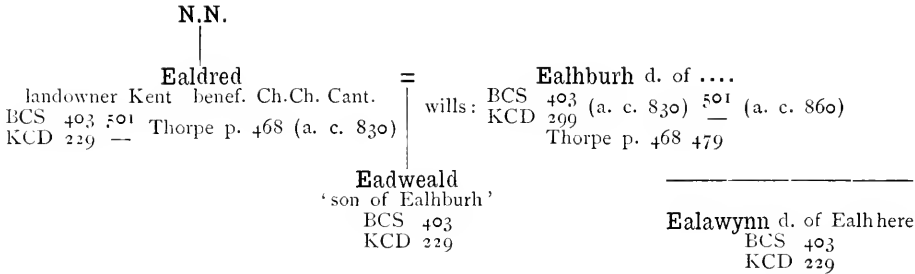 N.N.
Ealdred = Ealhburh d. of ....
landowner Kent benef. Ch.Ch. Cant.
BCS 403 501
KCD 229 — Thorpe p. 468 (a. c. 830)
wills: BCS 403 (a. c. 830) 501 (a. c. 860)
KCD 299 —
Thorpe p. 468 479
Eadweald
‘son of Ealhburh’
BCS 403
KCD 229
Ealawynn d. of Ealhhere
BCS 403
KCD 229